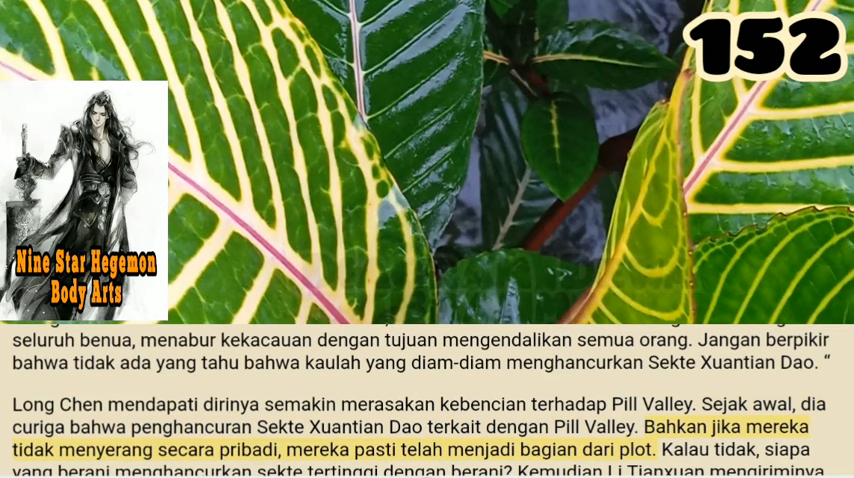 152
Nine Star Hegemon
Body Arts
seluruh benua, menabur kekacauan dengan tujuan mengendalikan semua orang. Jangan berpikir
bahwa tidak ada yang tahu bahwa kaulah yang diam-diam menghancurkan Sekte Xuantian Dao. “
Long Chen mendapati dirinya semakin merasakan kebencian terhadap Pill Valley. Sejak awal, dia
curiga bahwa penghancuran Sekte Xuantian Dao terkait dengan Pill Valley. Bahkan jika mereka
tidak menyerang secara pribadi, mereka pasti telah menjadi bagian dari plot. Kalau tidak, siapa
yang berani menghancurkan sekte tertinggi dengan berani? Kemudian Li Tianxuan mengiriminya